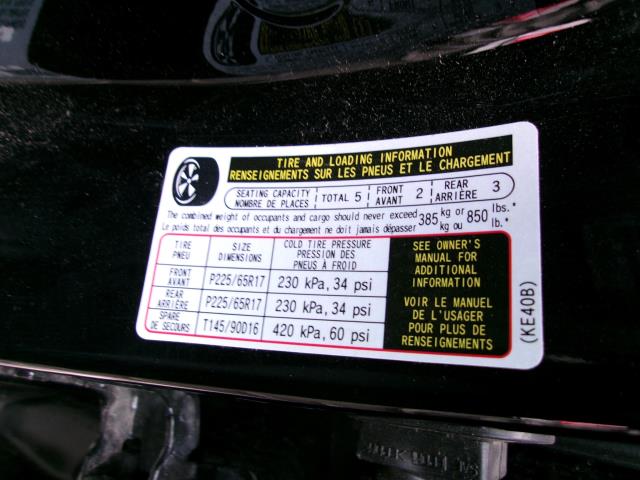 TIRE AND LOADING INFORMATION
RENSEIGNEMENTS SUR LES PNEUS ET LE CHARGEMENT
SEATING CAPACITY
NOMBRE DE PLACES
TOTAL 5
FRONT
AVANT
2
REAR
ARRIÈRE
3
The combined weight of occupants and cargo should never exceed 385 kg or 850 lbs.*
Le poids total des occupants et du chargement ne doit jamais dépasser kg ou lb.*
TIRE
PNEU
SIZE
DIMENSIONS
COLD TIRE PRESSURE
PRESSION DES
PNEUS À FROID
FRONT
AVANT
P225/65R17
230 kPa, 34 psi
REAR
ARRIÈRE
P225/65R17
230 kPa, 34 psi
SPARE
DE SECOURS
T145/90D16
420 kPa, 60 psi
SEE OWNER'S
MANUAL FOR
ADDITIONAL
INFORMATION
VOIR LE MANUEL
DE L'USAGER
POUR PLUS DE
RENSEIGNEMENTS
(KE40B)